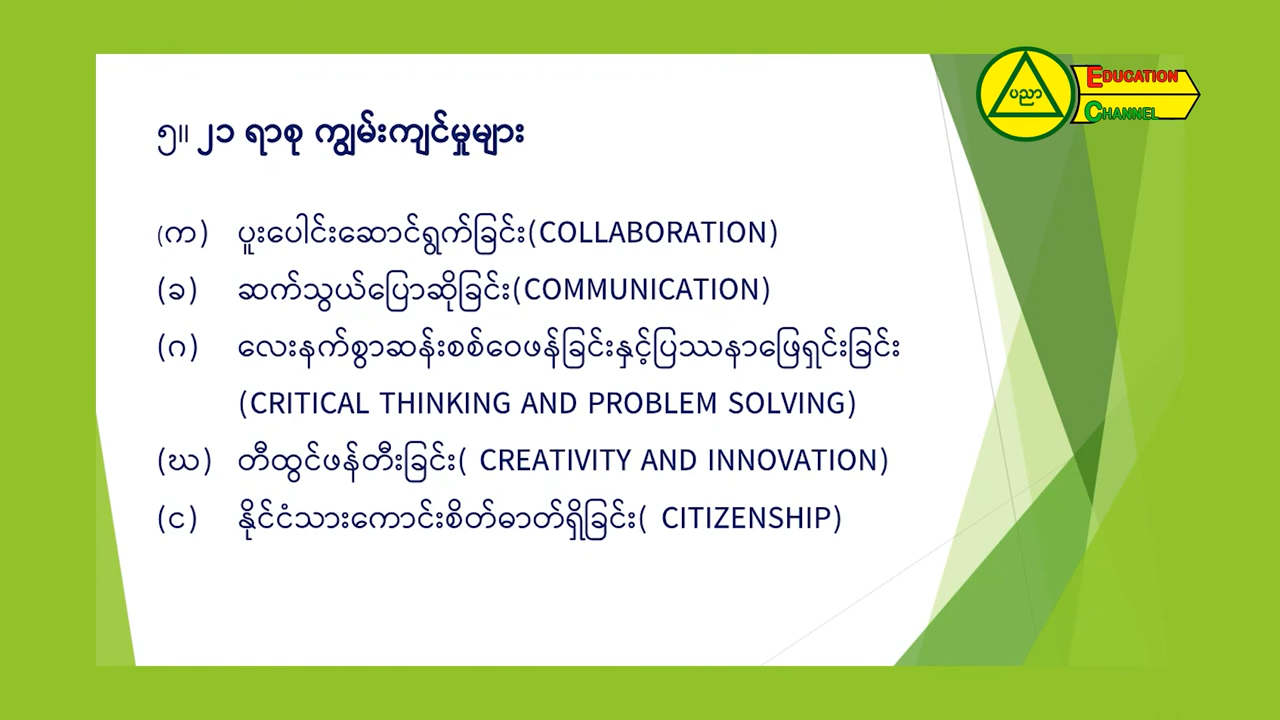 ၅။ ၂၁ ရာစု ကျွမ်းကျင်မှုများ
(က) ပူးပေါင်းဆောင်ရွက်ခြင်း(COLLABORATION)
(ခ) ဆက်သွယ်ပြောဆိုခြင်း(COMMUNICATION)
(ဂ) လေးနက်စွာဆန်းစစ်ဝေဖန်ခြင်းနှင့်ပြဿနာဖြေရှင်းခြင်း
(CRITICAL THINKING AND PROBLEM SOLVING)
(ဃ) တီထွင်ဖန်တီးခြင်း( CREATIVITY AND INNOVATION)
(င) နိုင်ငံသားကောင်းစိတ်ဓာတ်ရှိခြင်း( CITIZENSHIP)
ပညာ
EDUCATION
CHANNEL